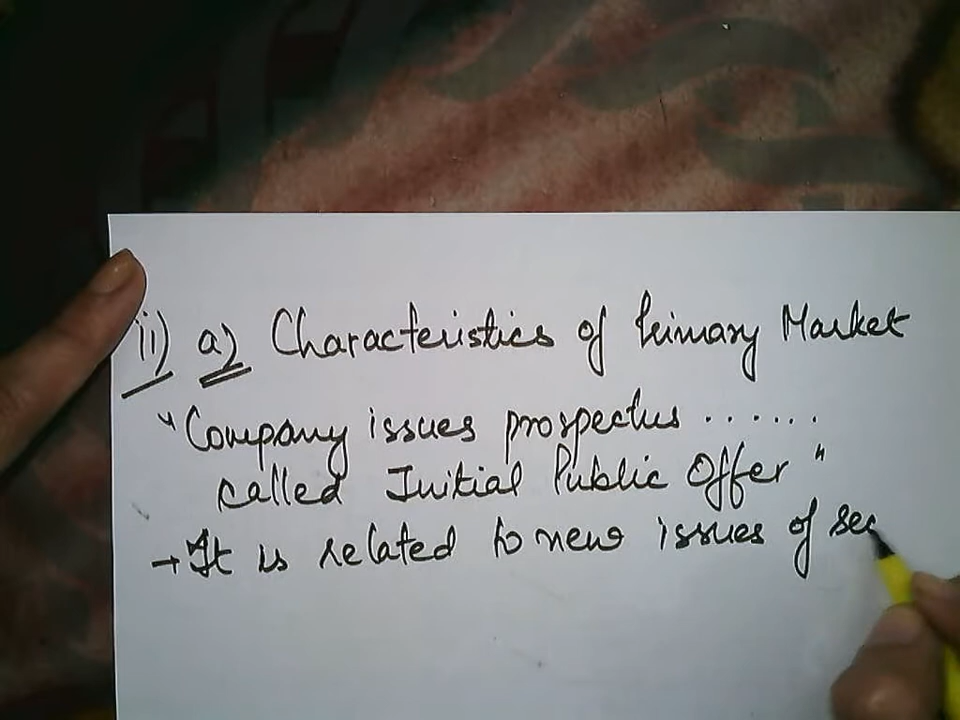 ii) a) Characteristics of Primary Market
"Company issues prospectus ......
called Initial Public Offer"
→ It is related to new issues of sec